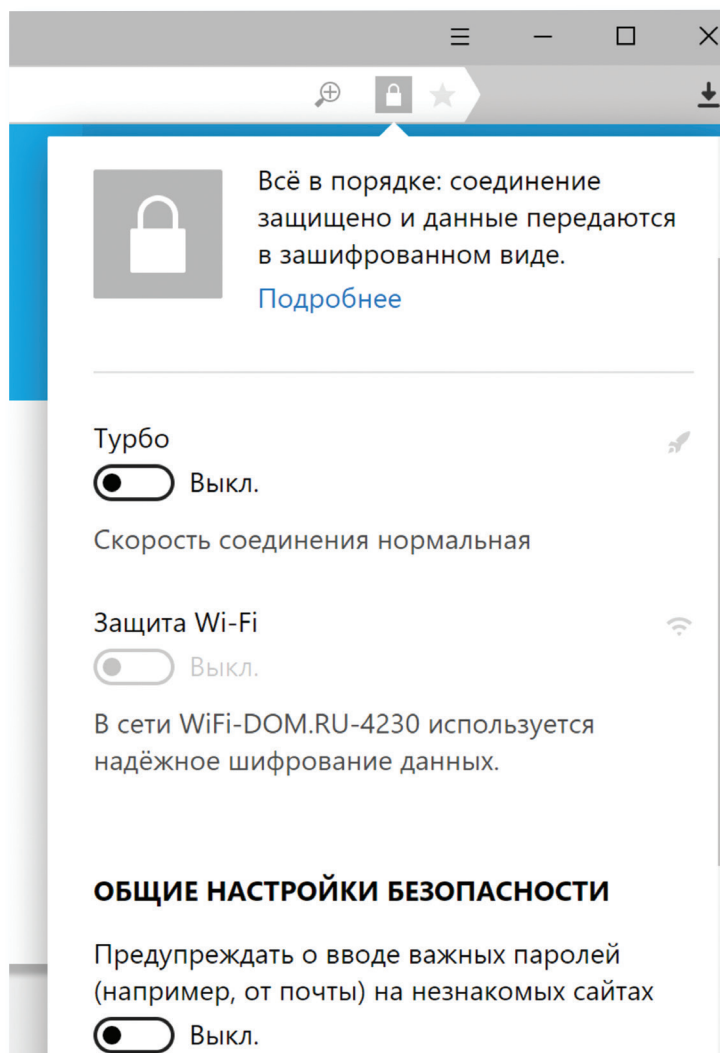 Всё в порядке: соединение
защищено и данные передаются
в зашифрованном виде.
Подробнее
Турбо
Выкл.
Скорость соединения нормальная
Защита Wi-Fi
Выкл.
В сети WiFi-DOM.RU-4230 используется
надёжное шифрование данных.
ОБЩИЕ НАСТРОЙКИ БЕЗОПАСНОСТИ
Предупреждать о вводе важных паролей
(например, от почты) на незнакомых сайтах
Выкл.